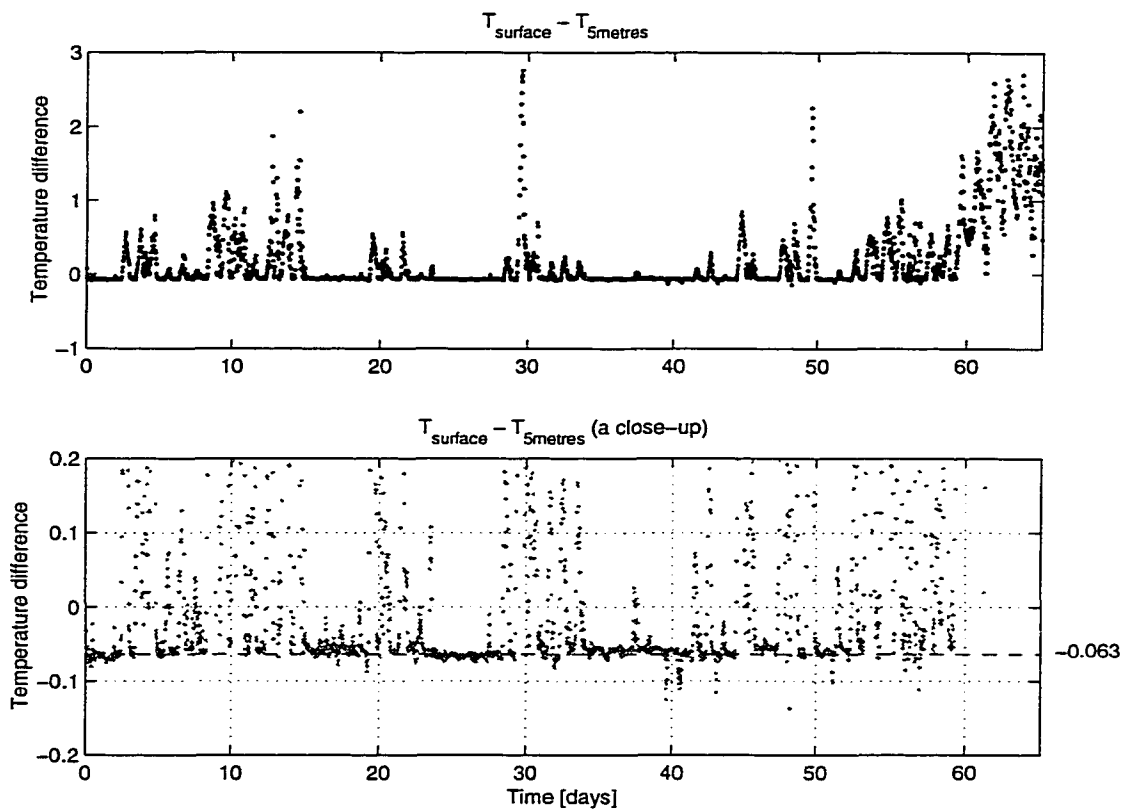 T_surface − T_5metres
Temperature difference
3
2
1
0
−1
0 10 20 30 40 50 60
T_surface − T_5metres (a close−up)
Temperature difference
0.2
0.1
0
−0.1
−0.2
−0.063
0 10 20 30 40 50 60
Time [days]